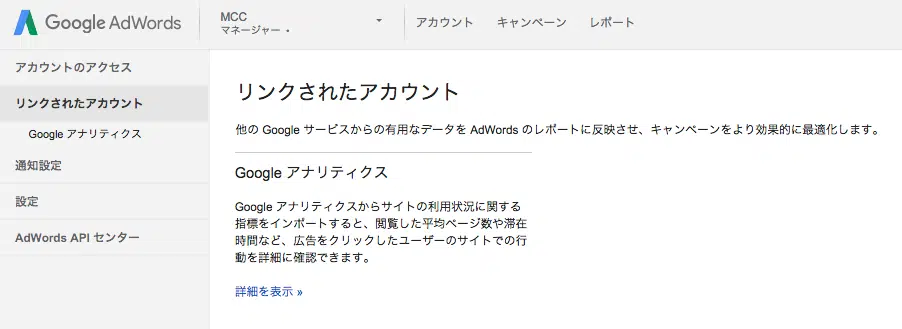 Google AdWords
MCC
マネージャー •
アカウント キャンペーン レポート
アカウントのアクセス
リンクされたアカウント
Google アナリティクス
通知設定
設定
AdWords API センター
リンクされたアカウント
他の Google サービスからの有用なデータを AdWords のレポートに反映させ、キャンペーンをより効果的に最適化します。
Google アナリティクス
Google アナリティクスからサイトの利用状況に関する
指標をインポートすると、閲覧した平均ページ数や滞在
時間など、広告をクリックしたユーザーのサイトでの行
動を詳細に確認できます。
詳細を表示 »